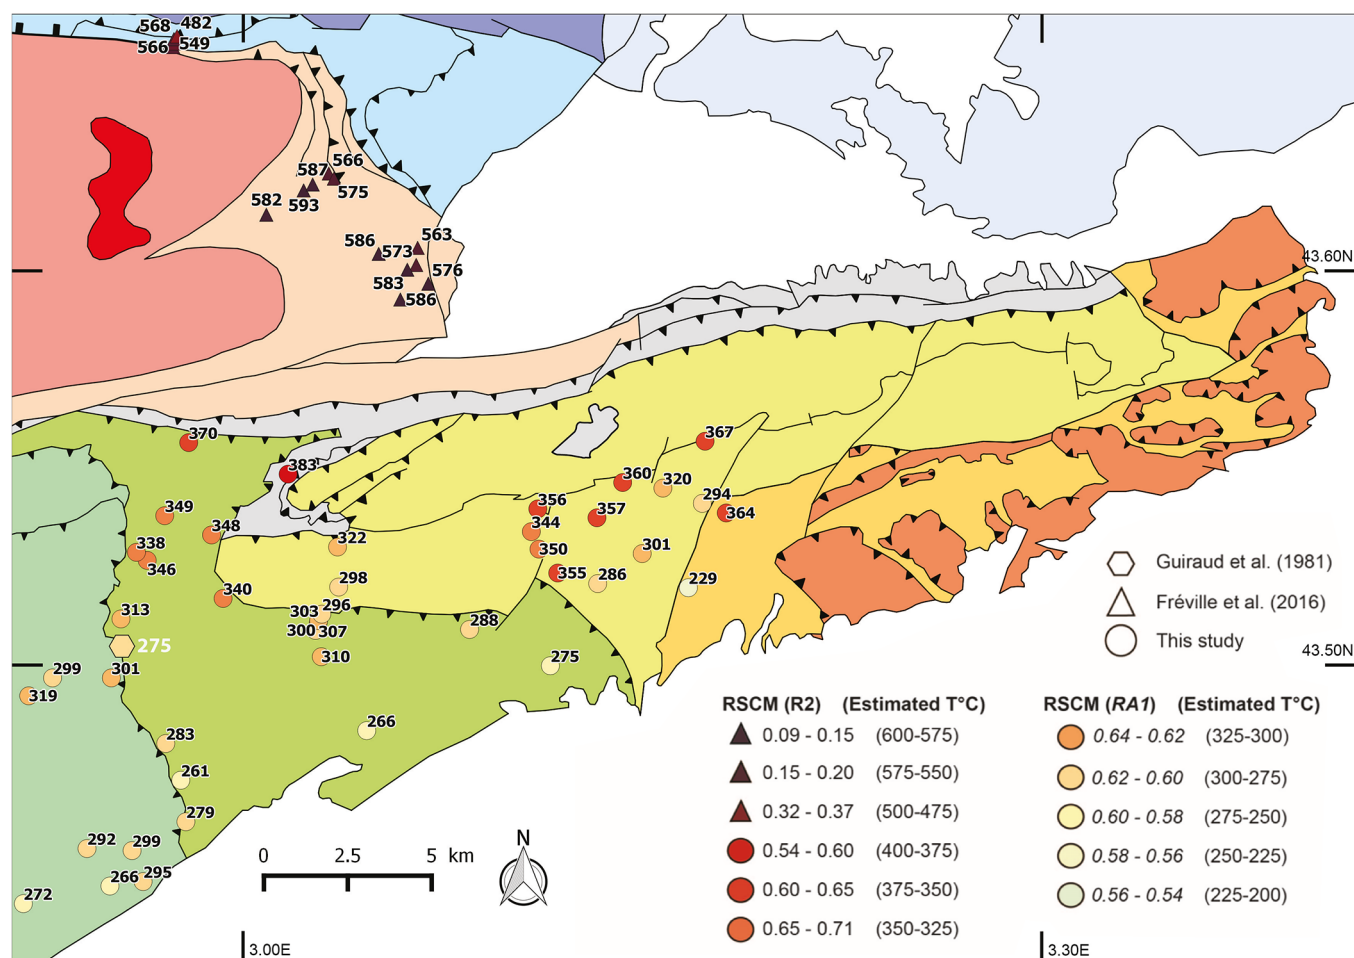 568 482
566 549
43.60N
566
587
575
593
582
563
586 573
576
583
586
370
367
383
360 320
294
349
356
357
364
348
344
338
322
350
301
346
355
286
298
229
340
303 296
313
300 307
288
275
310
275
299
301
319
266
283
261
279
292 299
266 295
272
Guiraud et al. (1981)
Fréville et al. (2016)
This study
43.50N
RSCM (R2) (Estimated T°C)
0.09 - 0.15 (600-575)
0.15 - 0.20 (575-550)
0.32 - 0.37 (500-475)
0.54 - 0.60 (400-375)
0.60 - 0.65 (375-350)
0.65 - 0.71 (350-325)
RSCM (RA1) (Estimated T°C)
0.64 - 0.62 (325-300)
0.62 - 0.60 (300-275)
0.60 - 0.58 (275-250)
0.58 - 0.56 (250-225)
0.56 - 0.54 (225-200)
0 2.5 5 km
N
3.00E
3.30E